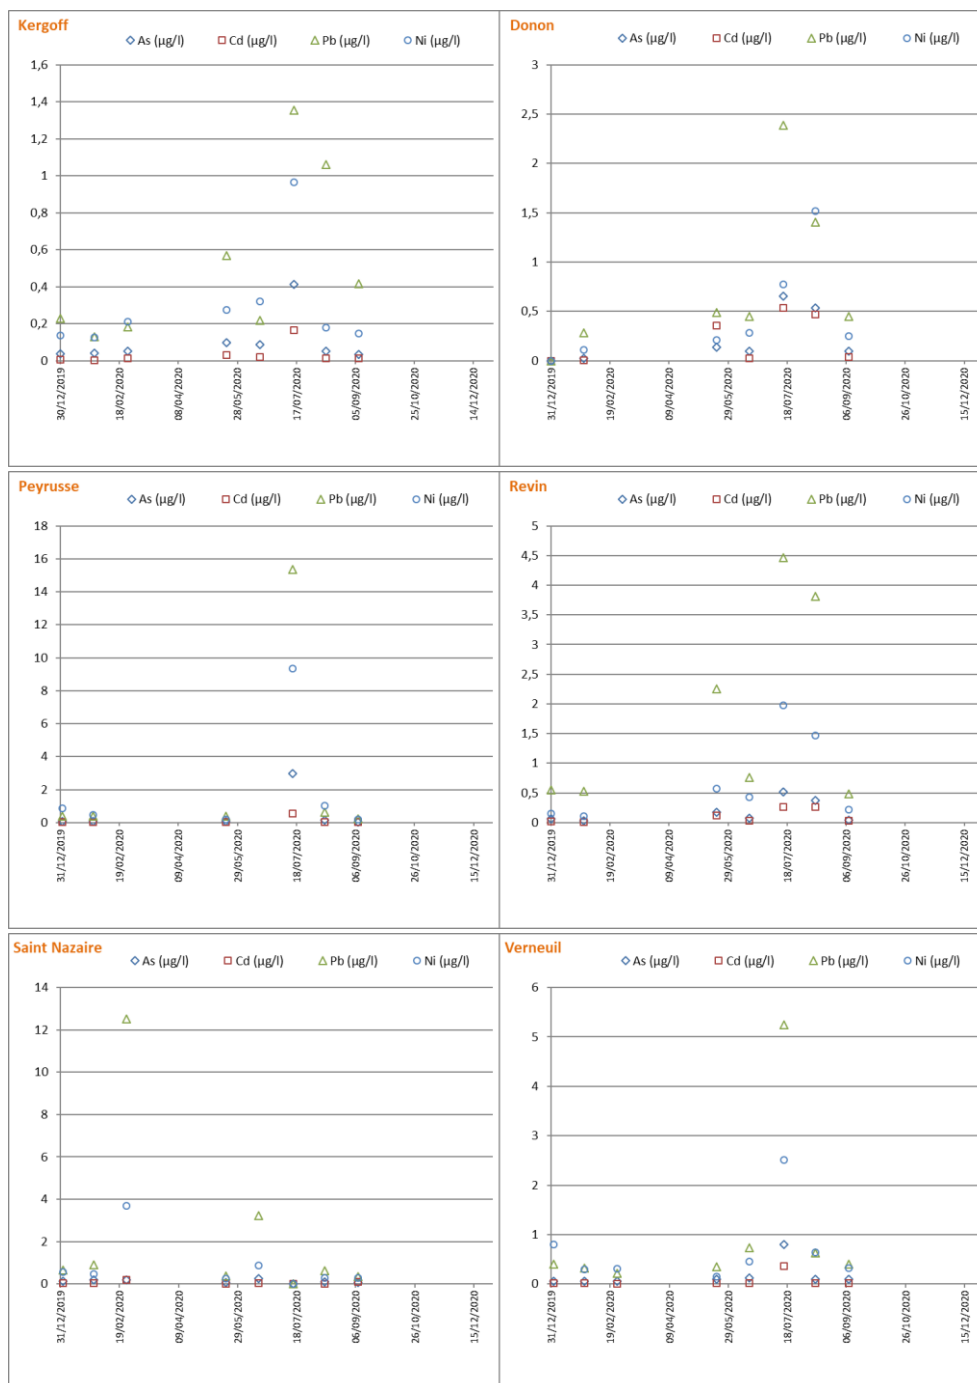 Kergoff
As (µg/l) Cd (µg/l) Pb (µg/l) Ni (µg/l)
1,6
1,4
1,2
1
0,8
0,6
0,4
0,2
0
30/12/2019 18/02/2020 08/04/2020 28/05/2020 17/07/2020 05/09/2020 25/10/2020 14/12/2020
Donon
As (µg/l) Cd (µg/l) Pb (µg/l) Ni (µg/l)
3
2,5
2
1,5
1
0,5
0
31/12/2019 19/02/2020 09/04/2020 29/05/2020 18/07/2020 06/09/2020 26/10/2020 15/12/2020
Peyrusse
As (µg/l) Cd (µg/l) Pb (µg/l) Ni (µg/l)
18
16
14
12
10
8
6
4
2
0
31/12/2019 19/02/2020 09/04/2020 29/05/2020 18/07/2020 06/09/2020 26/10/2020 15/12/2020
Revin
As (µg/l) Cd (µg/l) Pb (µg/l) Ni (µg/l)
5
4,5
4
3,5
3
2,5
2
1,5
1
0,5
0
31/12/2019 19/02/2020 09/04/2020 29/05/2020 18/07/2020 06/09/2020 26/10/2020 15/12/2020
Saint Nazaire
As (µg/l) Cd (µg/l) Pb (µg/l) Ni (µg/l)
14
12
10
8
6
4
2
0
31/12/2019 19/02/2020 09/04/2020 29/05/2020 18/07/2020 06/09/2020 26/10/2020 15/12/2020
Verneuil
As (µg/l) Cd (µg/l) Pb (µg/l) Ni (µg/l)
6
5
4
3
2
1
0
31/12/2019 19/02/2020 09/04/2020 29/05/2020 18/07/2020 06/09/2020 26/10/2020 15/12/2020